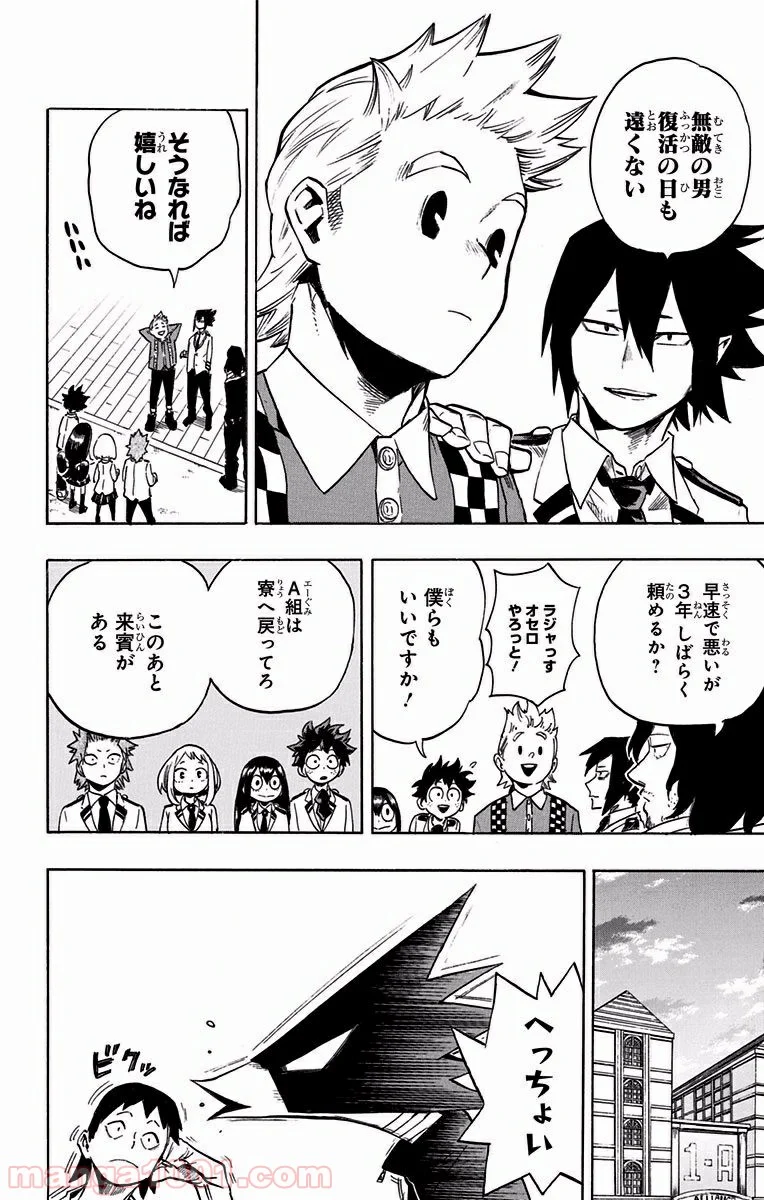 無敵の男
復活の日も
遠くない
そうなれば
嬉しいね
早速で悪いが
3年しばらく
頼めるか?
ラジャっす
オセロ
やろっと!
僕らも
いいですか!
A組は
寮へ戻ってろ
このあと
来賓が
ある
1-A
ALLIANCE
へっちょい
ビクッ